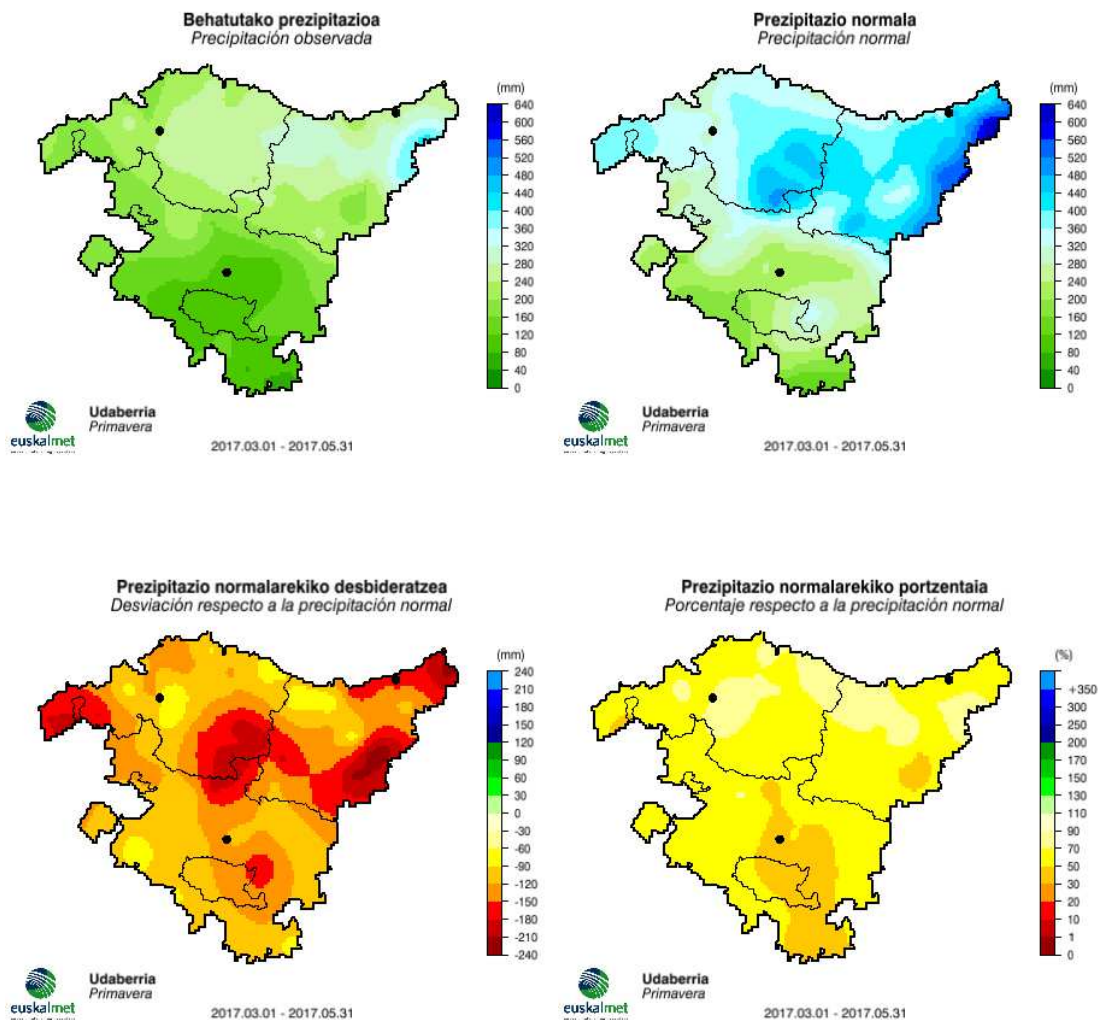 Behatutako prezipitazioa
Precipitación observada
(mm)
640
600
560
520
480
440
400
360
320
280
240
200
160
120
80
40
0
euskalmet
Udaberria
Primavera
2017.03.01 - 2017.05.31
Prezipitazio normala
Precipitación normal
(mm)
640
600
560
520
480
440
400
360
320
280
240
200
160
120
80
40
0
euskalmet
Udaberria
Primavera
2017.03.01 - 2017.05.31
Prezipitazio normalarekiko desbideratzea
Desviación respecto a la precipitación normal
(mm)
240
210
180
150
120
90
60
30
0
-30
-60
-90
-120
-150
-180
-210
-240
euskalmet
Udaberria
Primavera
2017.03.01 - 2017.05.31
Prezipitazio normalarekiko portzentaia
Porcentaje respecto a la precipitación normal
(%)
+350
300
250
200
170
150
130
110
90
70
50
30
20
10
1
0
euskalmet
Udaberria
Primavera
2017.03.01 - 2017.05.31